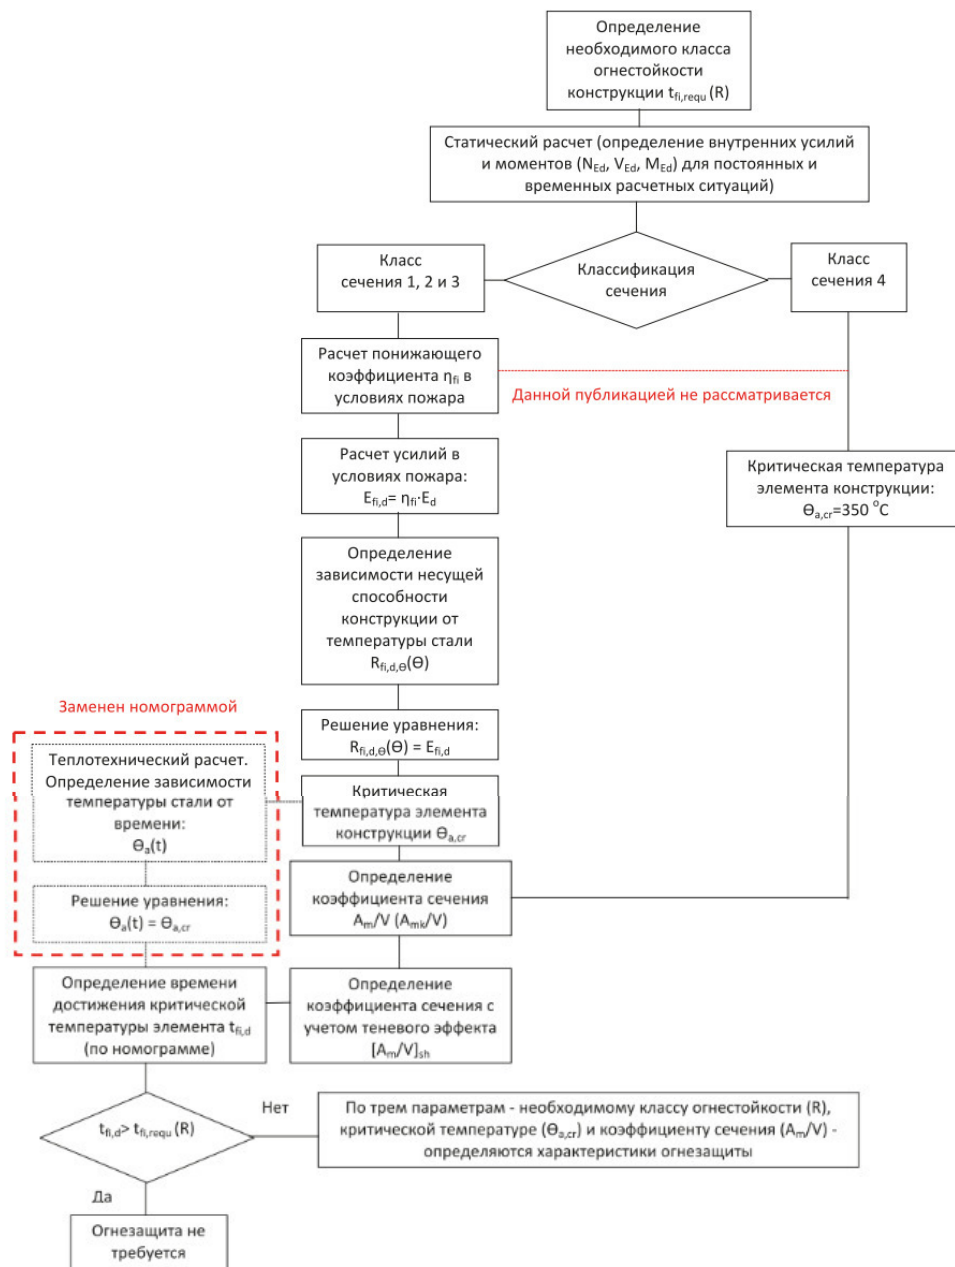 Определение
необходимого класса
огнестойкости
конструкции t_fi,requ (R)
Статический расчет (определение внутренних усилий
и моментов (N_Ed, V_Ed, M_Ed) для постоянных и
временных расчетных ситуаций)
Класс
сечения 1, 2 и 3
Классификация
сечения
Класс
сечения 4
Расчет понижающего
коэффициента η_fi в
условиях пожара
Данной публикацией не рассматривается
Расчет усилий в
условиях пожара:
E_fi,d= η_fi·E_d
Критическая температура
элемента конструкции:
Ө_a,cr=350 °C
Определение
зависимости несущей
способности
конструкции от
температуры стали
R_fi,d,Ө(Ө)
Заменен номограммой
Решение уравнения:
R_fi,d,Ө(Ө) = E_fi,d
Теплотехнический расчет.
Определение зависимости
температуры стали от
времени:
Ө_a(t)
Критическая
температура элемента
конструкции Ө_a,cr
Определение
коэффициента сечения
A_m/V (A_mk/V)
Решение уравнения:
Ө_a(t) = Ө_a,cr
Определение времени
достижения критической
температуры элемента t_fi,d
(по номограмме)
Определение
коэффициента сечения с
учетом теневого эффекта
[A_m/V]_sh
t_fi,d> t_fi,requ (R)
Нет
По трем параметрам - необходимому классу огнестойкости (R),
критической температуре (Ө_a,cr) и коэффициенту сечения (A_m/V) -
определяются характеристики огнезащиты
Да
Огнезащита не
требуется